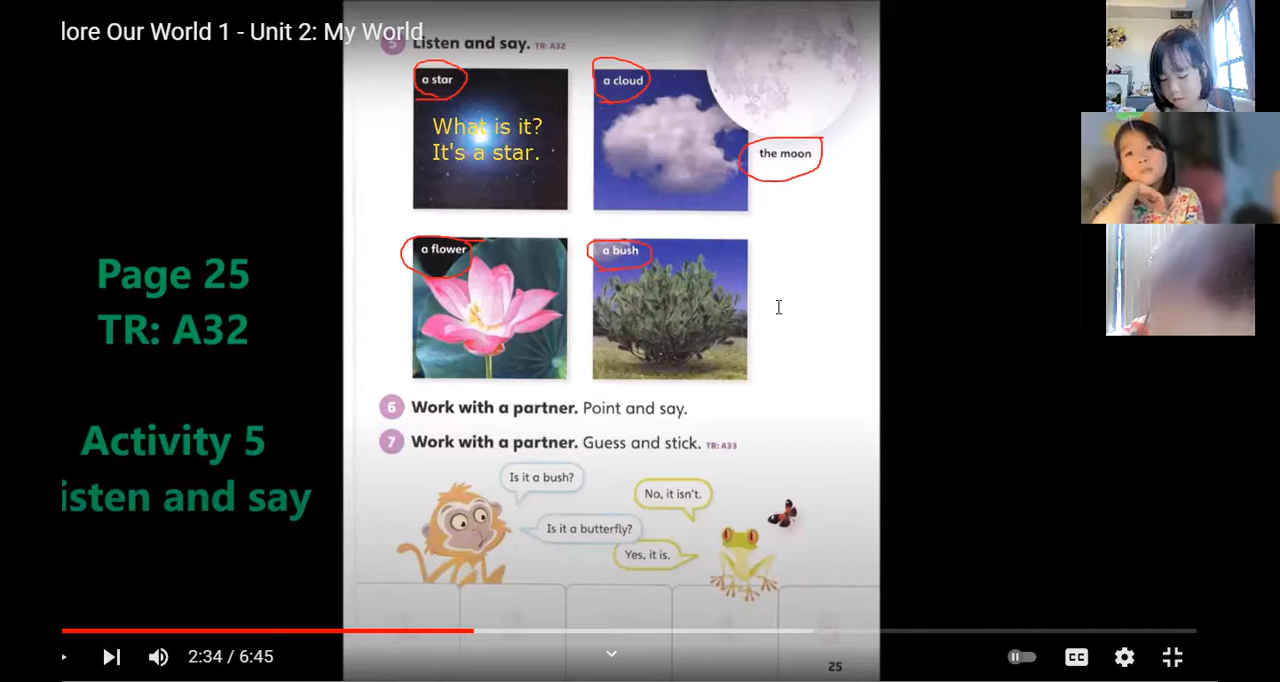 lore Our World 1 - Unit 2: My World
5 Listen and say. TR: A32
a star
a cloud
What is it?
It's a star.
the moon
a flower
a bush
Page 25
TR: A32
Activity 5
isten and say
6 Work with a partner. Point and say.
7 Work with a partner. Guess and stick. TR: A33
Is it a bush?
No, it isn't.
Is it a butterfly?
Yes, it is.
2:34 / 6:45
CC
25